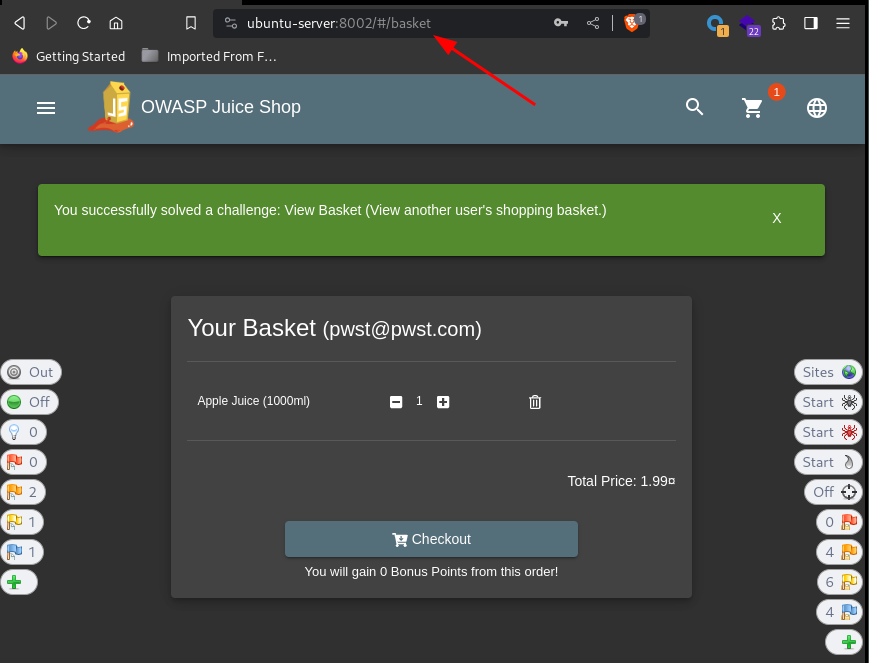 ubuntu-server:8002/#/basket
1
1
22
Getting Started
Imported From F...
JS
OWASP Juice Shop
1
You successfully solved a challenge: View Basket (View another user's shopping basket.)
X
Your Basket (pwst@pwst.com)
Out
Sites
Off
Apple Juice (1000ml)
1
Start
0
Start
0
Start
2
Total Price: 1.99¤
Off
1
0
Checkout
1
4
You will gain 0 Bonus Points from this order!
6
4